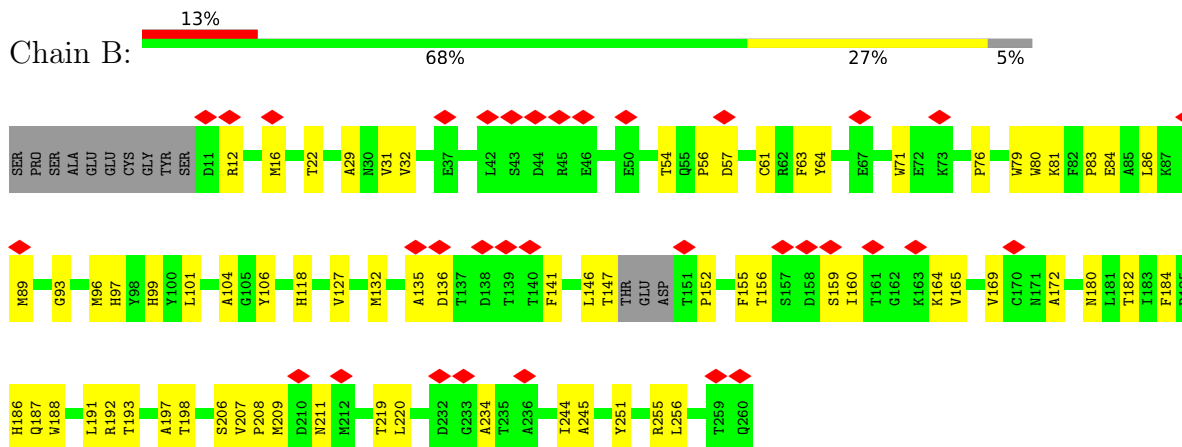 13%
Chain B:
68% 27% 5%
SER PRO SER ALA GLU GLU CYS GLY TYR SER D11 R12 M16 T22 A29 N30 V31 V32 E37 L42 S43 D44 R45 E46 E50 T54 Q55 P56 D57 C61 R62 F63 Y64 E67 W71 E72 K73 P76 W79 W80 K81 F82 P83 E84 A85 L86 K87
M89 G93 M96 H97 Y98 H99 Y100 L101 A104 G105 Y106 H118 V127 M132 A135 D136 T137 D138 T139 T140 F141 L146 T147 THR GLU ASP T151 P152 F155 T156 S157 D158 S159 I160 T161 G162 K163 K164 V165 V169 C170 N171 A172 N180 L181 T182 I183 F184
H186 Q187 W188 L191 R192 T193 A197 T198 S206 V207 P208 M209 D210 N211 M212 T219 L220 D232 G233 A234 T235 A236 I244 A245 Y251 R255 L256 T259 Q260